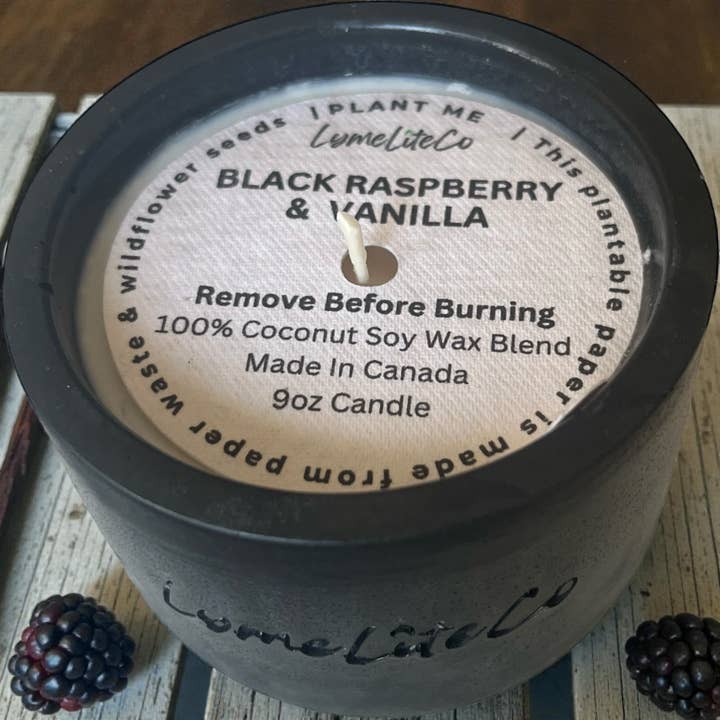 | PLANT ME | This plantable paper is made from paper waste & wildflower seeds
LumeLiteCo
BLACK RASPBERRY
& VANILLA
Remove Before Burning
100% Coconut Soy Wax Blend
Made In Canada
9oz Candle
LumeLiteCo